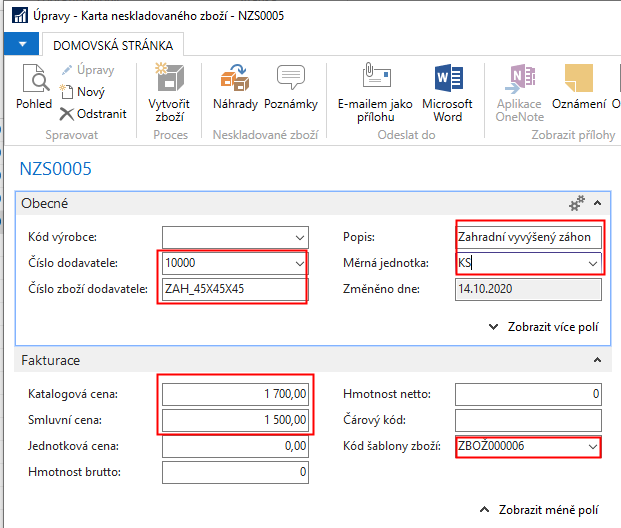 Úpravy - Karta neskladovaného zboží - NZS0005
DOMOVSKÁ STRÁNKA
Pohled
Úpravy
Nový
Odstranit
Spravovat
Vytvořit zboží
Proces
Náhrady
Poznámky
Neskladované zboží
E-mailem jako přílohu
Microsoft Word
Odeslat do
Aplikace OneNote
Oznámení
Zobrazit přílohy
NZS0005
Obecné
Kód výrobce:
Popis: Zahradní vyvýšený záhon
Číslo dodavatele: 10000
Měrná jednotka: KS
Číslo zboží dodavatele: ZAH_45X45X45
Změněno dne: 14.10.2020
Zobrazit více polí
Fakturace
Katalogová cena: 1 700,00
Hmotnost netto: 0
Smluvní cena: 1 500,00
Čárový kód:
Jednotková cena: 0,00
Kód šablony zboží: ZBOŽ000006
Hmotnost brutto: 0
Zobrazit méně polí